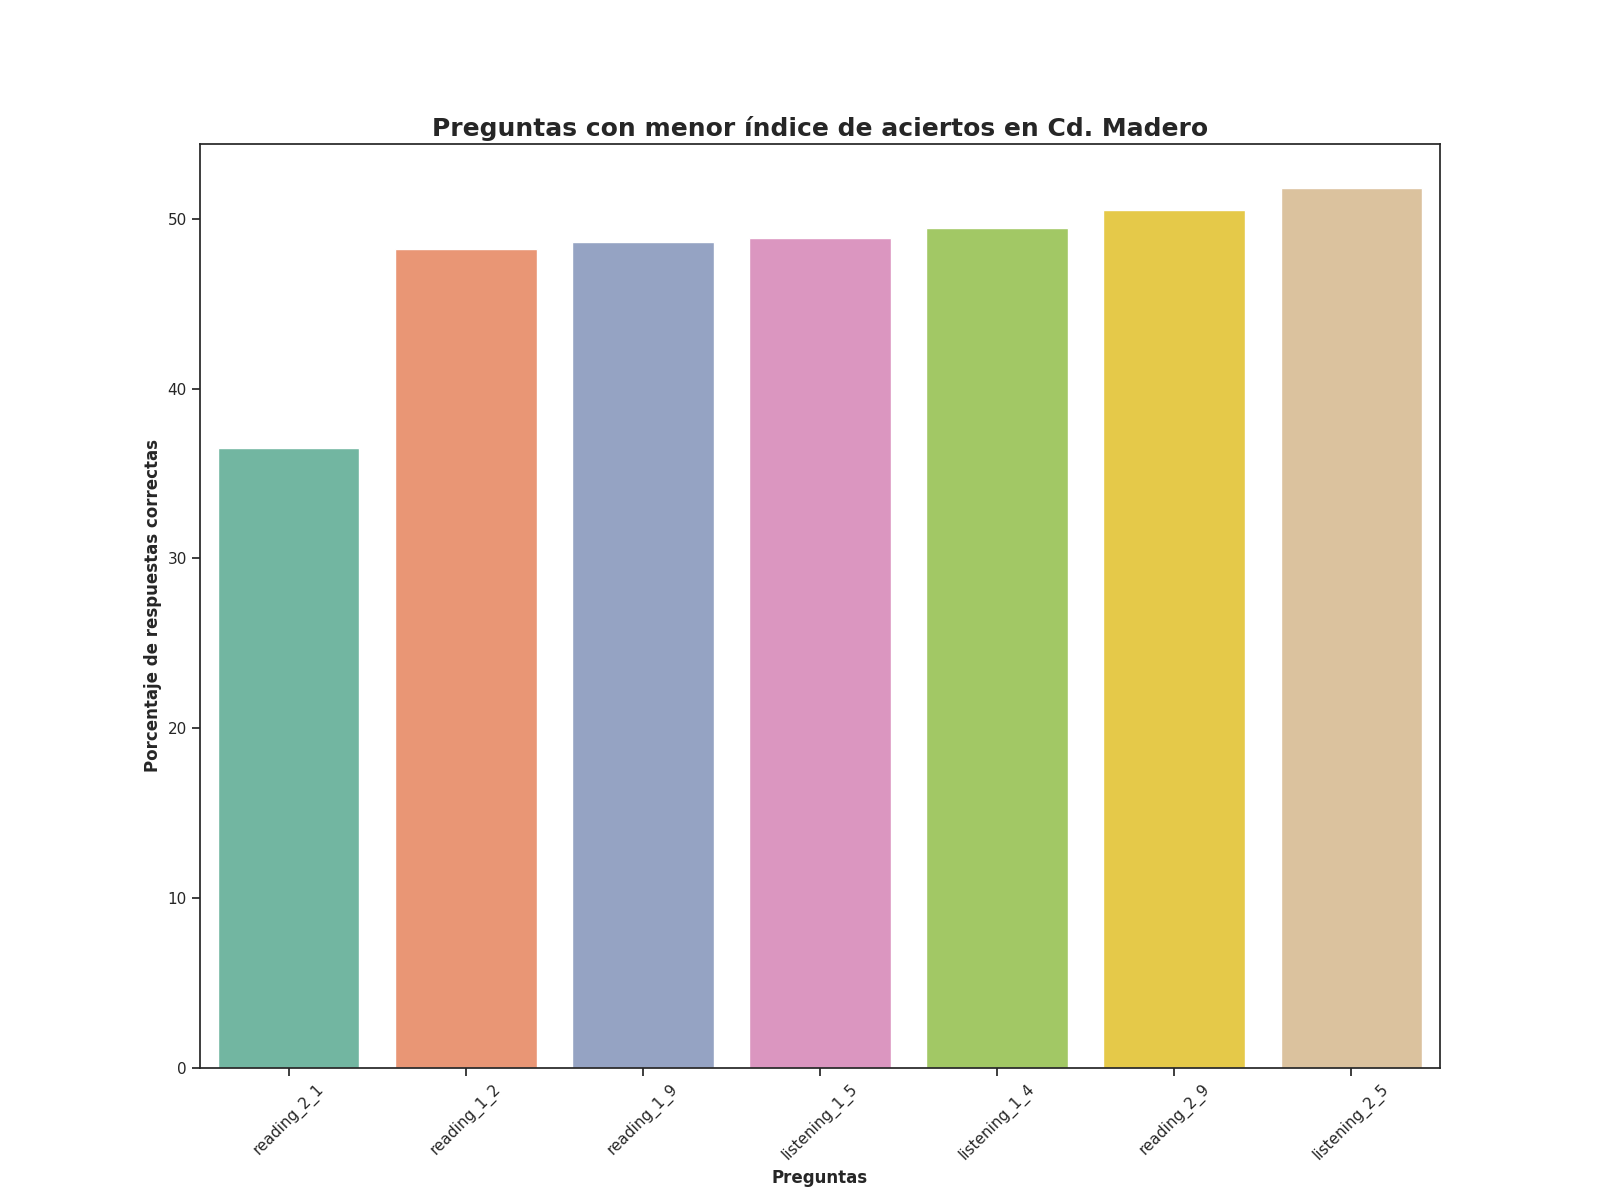 Preguntas con menor índice de aciertos en Cd. Madero
Porcentaje de respuestas correctas
50
40
30
20
10
0
reading_2_1
reading_1_2
reading_1_9
listening_1_5
listening_1_4
reading_2_9
listening_2_5
Preguntas